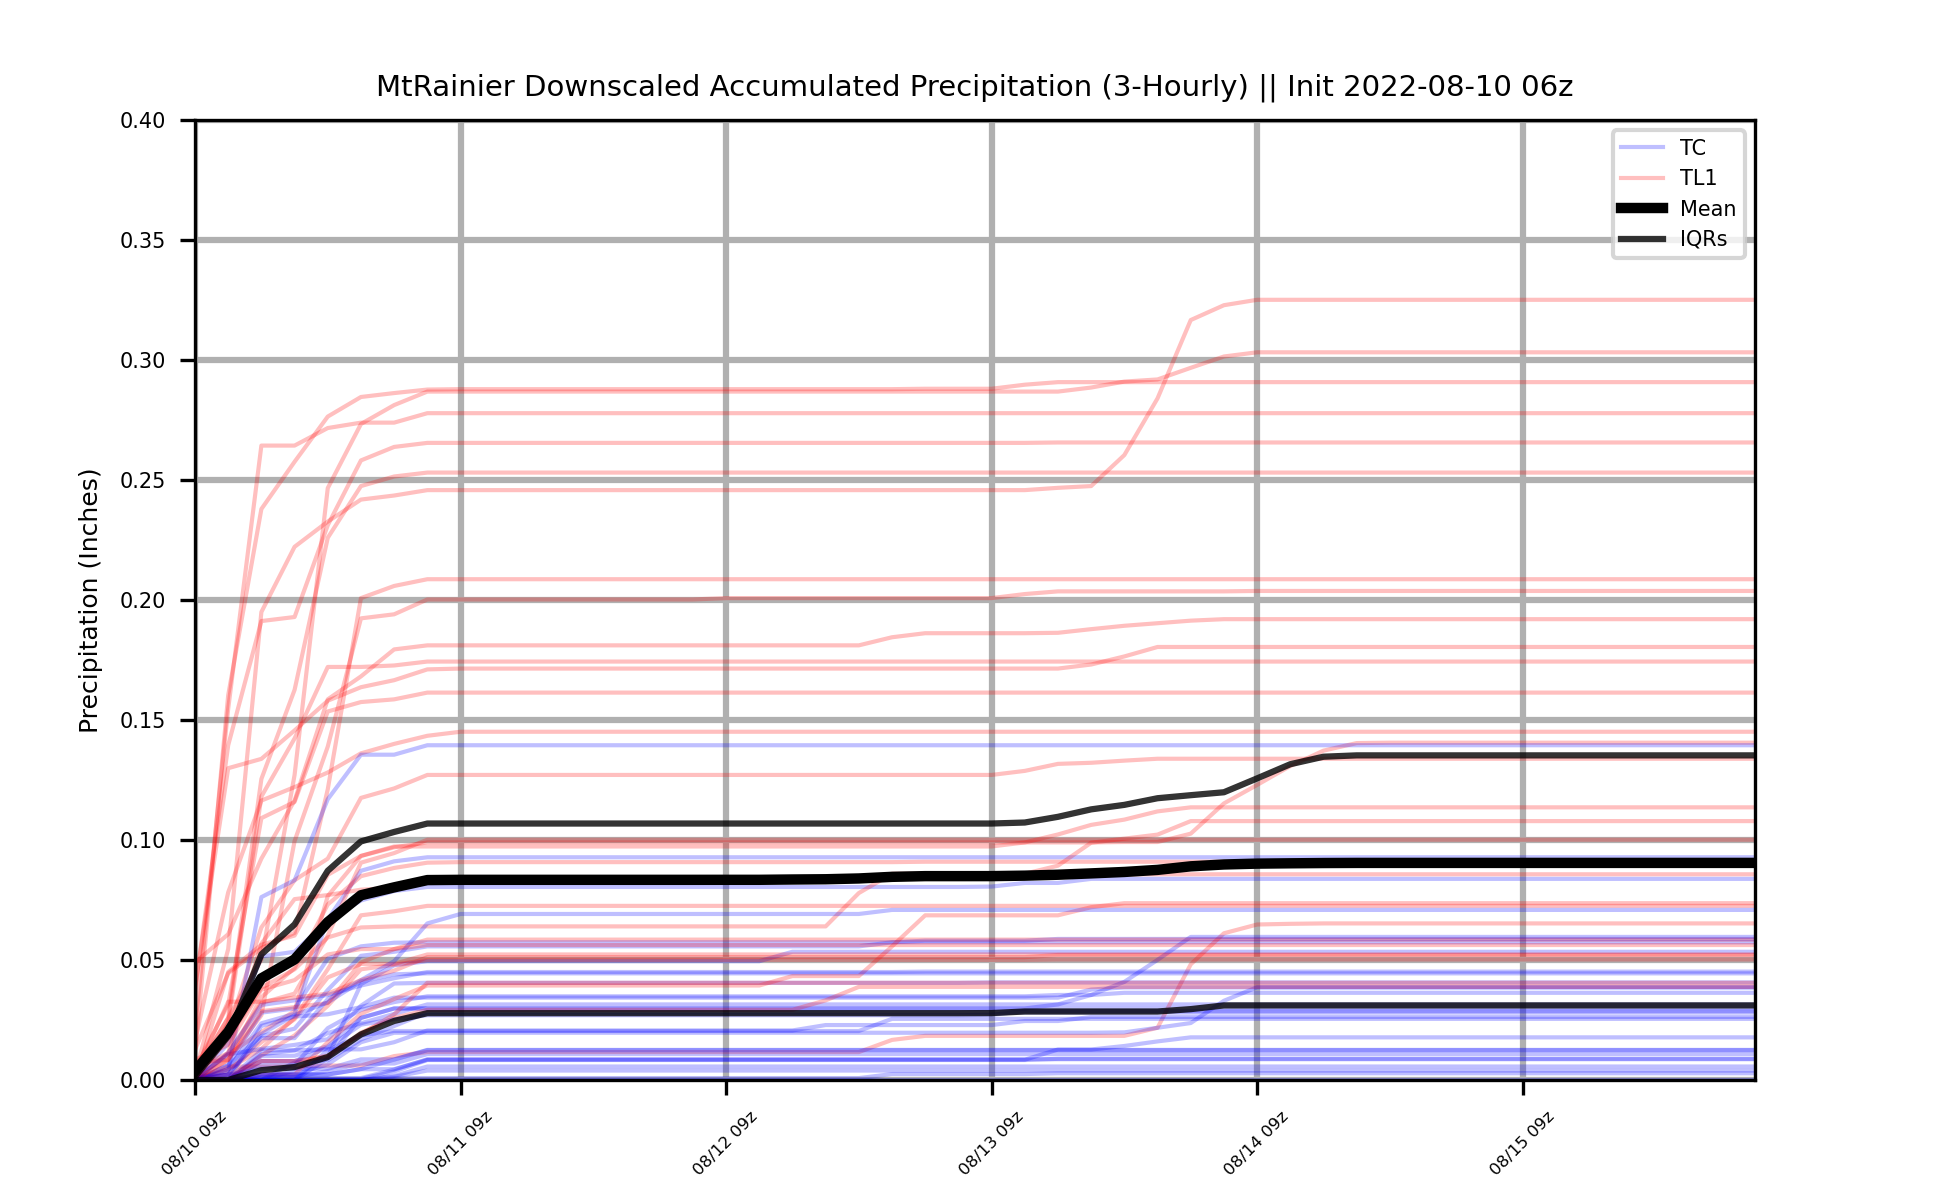 MtRainier Downscaled Accumulated Precipitation (3-Hourly) || Init 2022-08-10 06z
TC
TL1
Mean
IQRs
Precipitation (Inches)
0.40
0.35
0.30
0.25
0.20
0.15
0.10
0.05
0.00
08/10 09z
08/11 09z
08/12 09z
08/13 09z
08/14 09z
08/15 09z